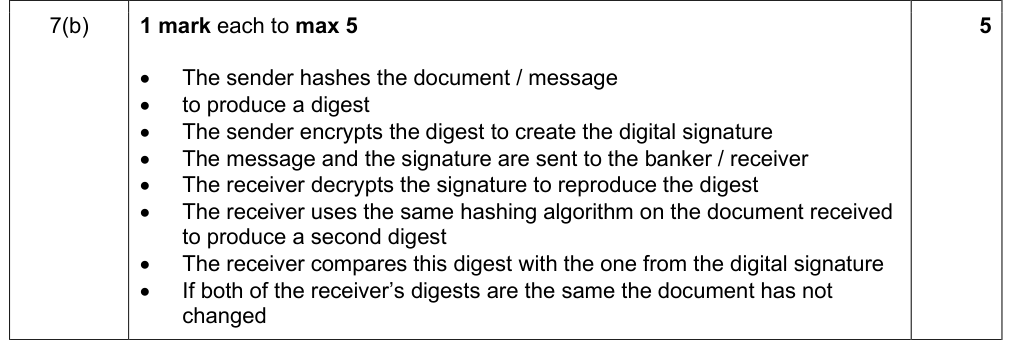 7(b) 1 mark each to max 5 5
• The sender hashes the document / message
• to produce a digest
• The sender encrypts the digest to create the digital signature
• The message and the signature are sent to the banker / receiver
• The receiver decrypts the signature to reproduce the digest
• The receiver uses the same hashing algorithm on the document received
to produce a second digest
• The receiver compares this digest with the one from the digital signature
• If both of the receiver’s digests are the same the document has not
changed